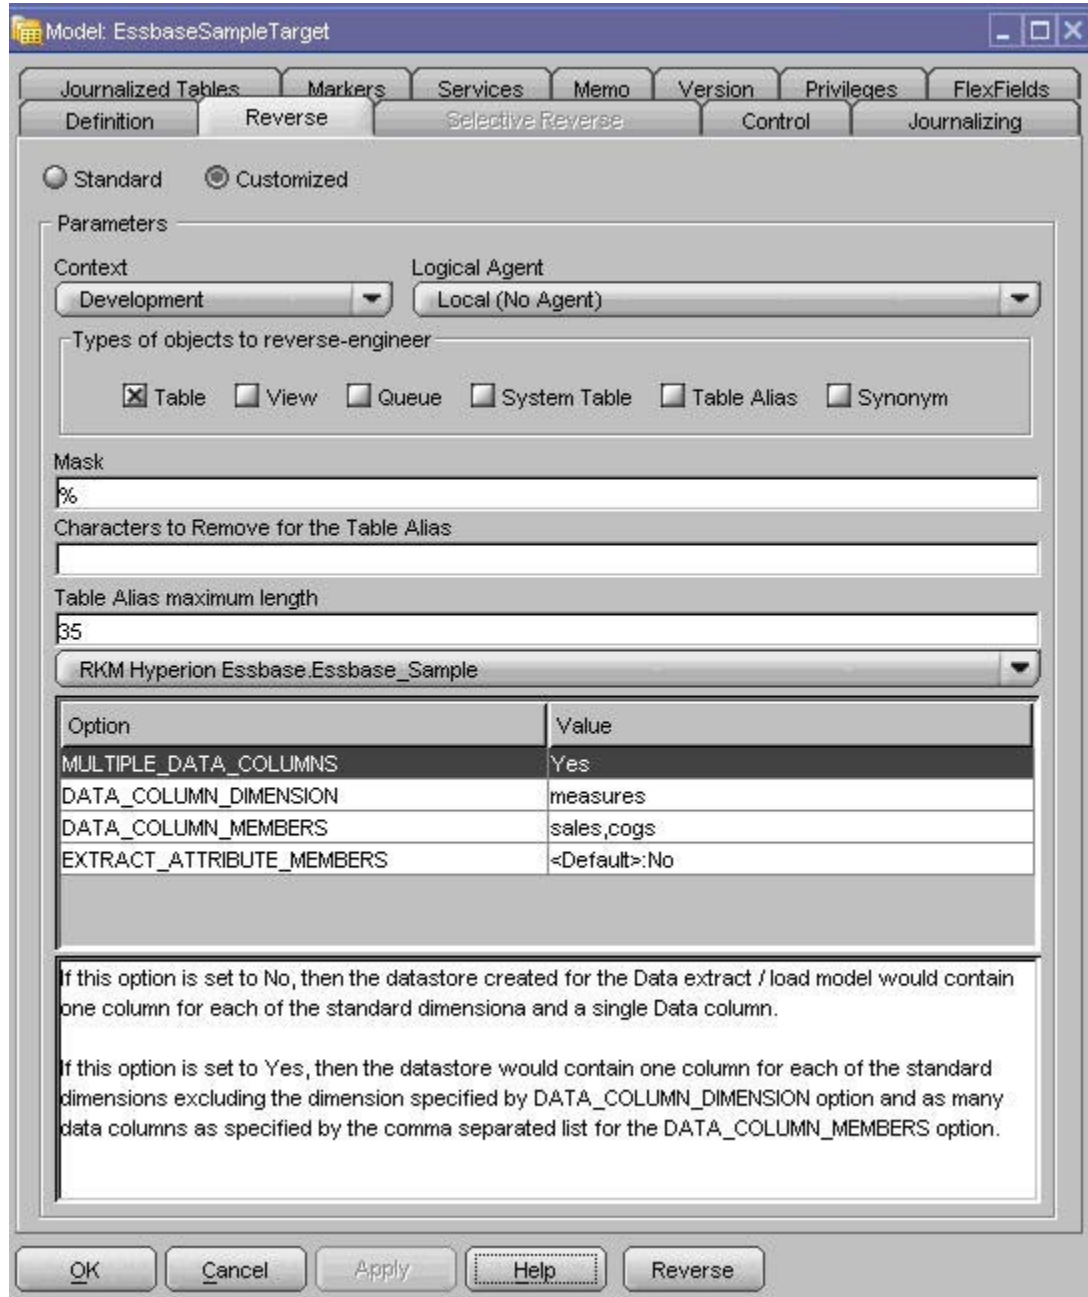 Model: EssbaseSampleTarget
Journalized Tables Markers Services Memo Version Privileges FlexFields
Definition Reverse Selective Reverse Control Journalizing
Standard Customized
Parameters
Context Logical Agent
Development Local (No Agent)
Types of objects to reverse-engineer
Table View Queue System Table Table Alias Synonym
Mask
%
Characters to Remove for the Table Alias
Table Alias maximum length
35
RKM Hyperion Essbase.Essbase_Sample
Option Value
MULTIPLE_DATA_COLUMNS Yes
DATA_COLUMN_DIMENSION measures
DATA_COLUMN_MEMBERS sales,cogs
EXTRACT_ATTRIBUTE_MEMBERS <Default>:No
If this option is set to No, then the datastore created for the Data extract / load model would contain
one column for each of the standard dimensiona and a single Data column.
If this option is set to Yes, then the datastore would contain one column for each of the standard
dimensions excluding the dimension specified by DATA_COLUMN_DIMENSION option and as many
data columns as specified by the comma separated list for the DATA_COLUMN_MEMBERS option.
OK Cancel Apply Help Reverse